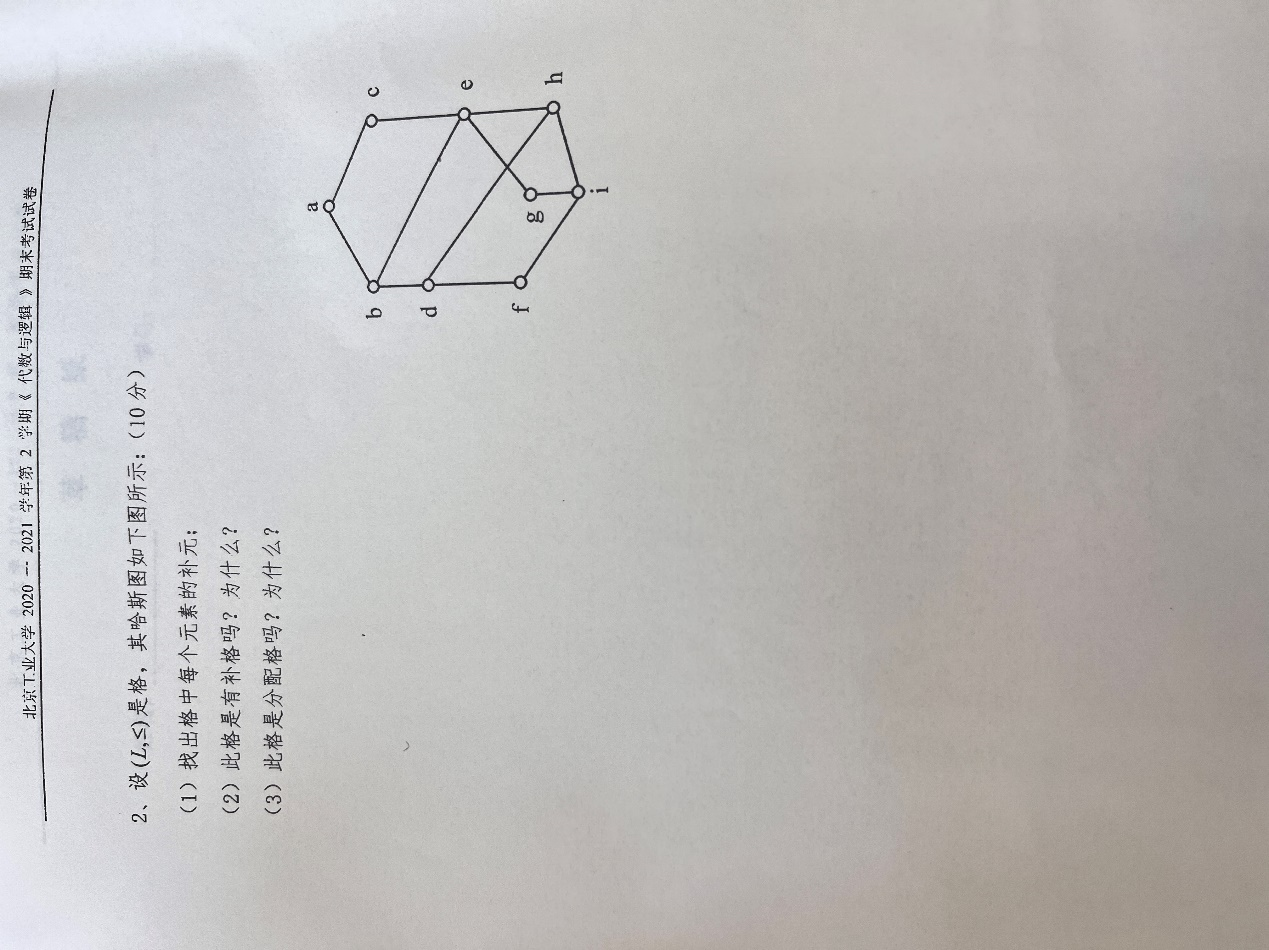 北京工业大学 2020 -- 2021 学年第 2 学期《 代数与逻辑 》期末考试试卷
2、设(L,≤)是格，其哈斯图如下图所示：（10 分）
（1）找出格中每个元素的补元；
（2）此格是有补格吗？为什么？
（3）此格是分配格吗？为什么？
a
c
b
d
e
g
f
h
i